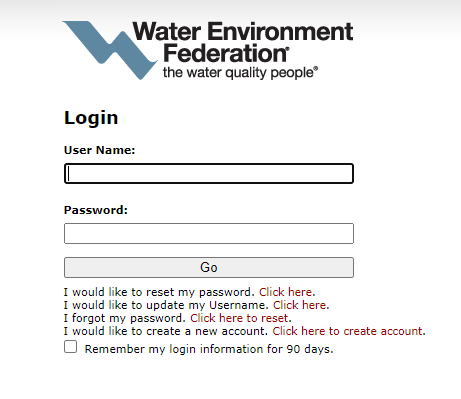 Water Environment
Federation®
the water quality people®
Login
User Name:
Password:
Go
I would like to reset my password. Click here.
I would like to update my Username. Click here.
I forgot my password. Click here to reset.
I would like to create a new account. Click here to create account.
Remember my login information for 90 days.